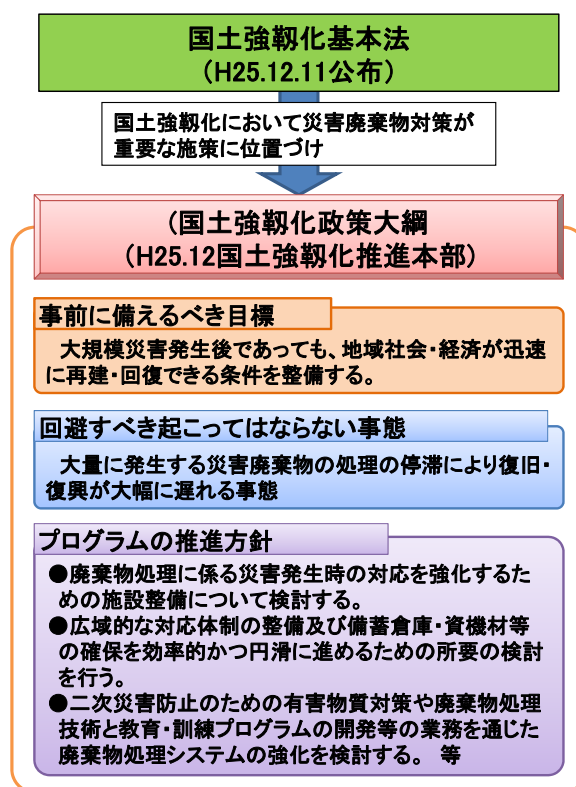 国土強靱化基本法
（H25.12.11公布）
国土強靱化において災害廃棄物対策が
重要な施策に位置づけ
(国土強靱化政策大綱
（H25.12国土強靱化推進本部）
事前に備えるべき目標
大規模災害発生後であっても、地域社会・経済が迅速
に再建・回復できる条件を整備する。
回避すべき起こってはならない事態
大量に発生する災害廃棄物の処理の停滞により復旧・
復興が大幅に遅れる事態
プログラムの推進方針
●廃棄物処理に係る災害発生時の対応を強化するた
めの施設整備について検討する。
●広域的な対応体制の整備及び備蓄倉庫・資機材等
の確保を効率的かつ円滑に進めるための所要の検討
を行う。
●二次災害防止のための有害物質対策や廃棄物処理
技術と教育・訓練プログラムの開発等の業務を通じた
廃棄物処理システムの強化を検討する。　等